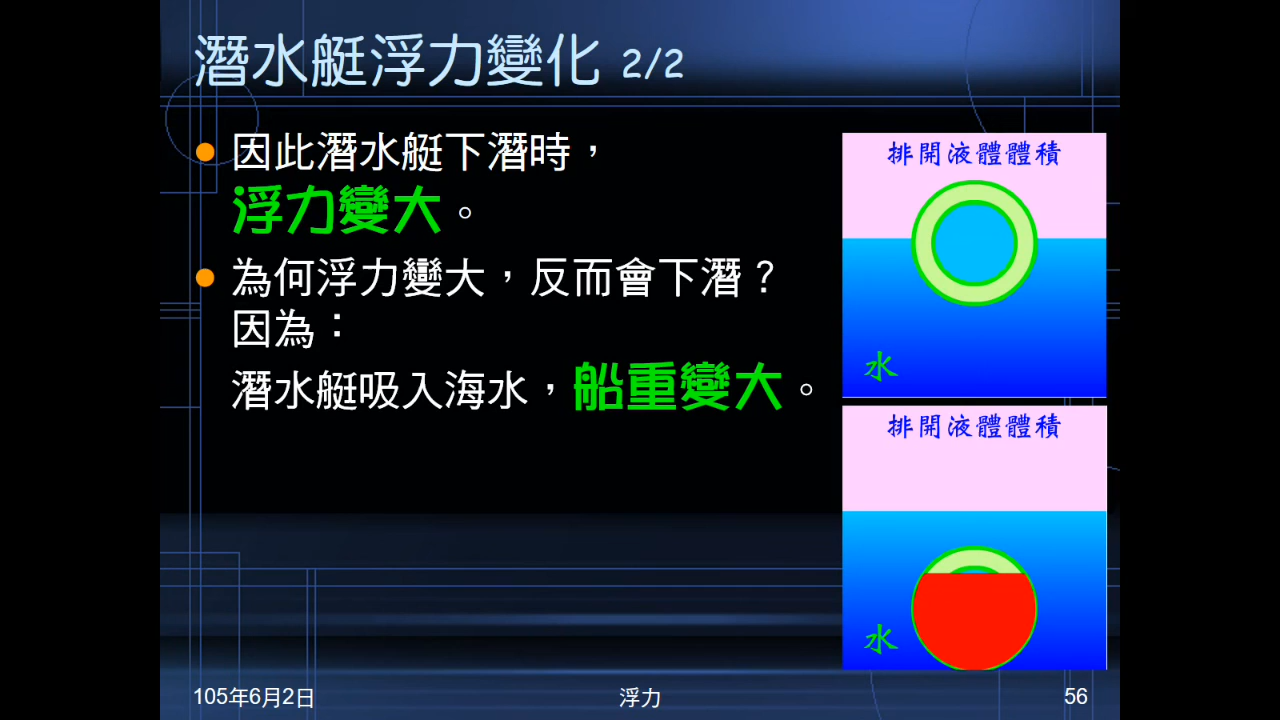 潛水艇浮力變化 2/2
因此潛水艇下潛時，
浮力變大。
為何浮力變大，反而會下潛？
因為：
潛水艇吸入海水，船重變大。
排開液體體積
水
排開液體體積
水
105年6月2日
浮力
56